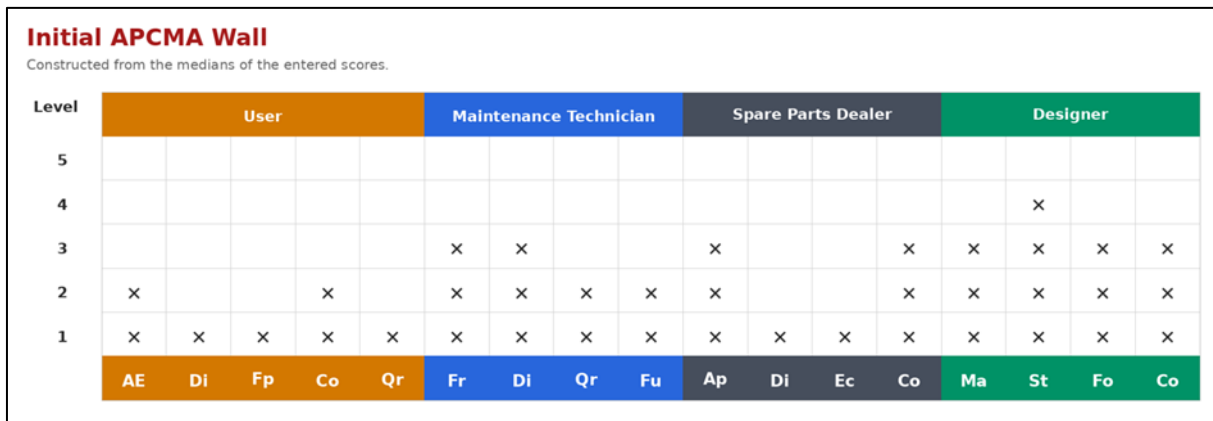 Initial APCMA Wall
Constructed from the medians of the entered scores.
Level User Maintenance Technician Spare Parts Dealer Designer
5
4 ×
3 × × × × × × × ×
2 × × × × × × × × × × × ×
1 × × × × × × × × × × × × × × × × ×
AE Di Fp Co Qr Fr Di Qr Fu Ap Di Ec Co Ma St Fo Co